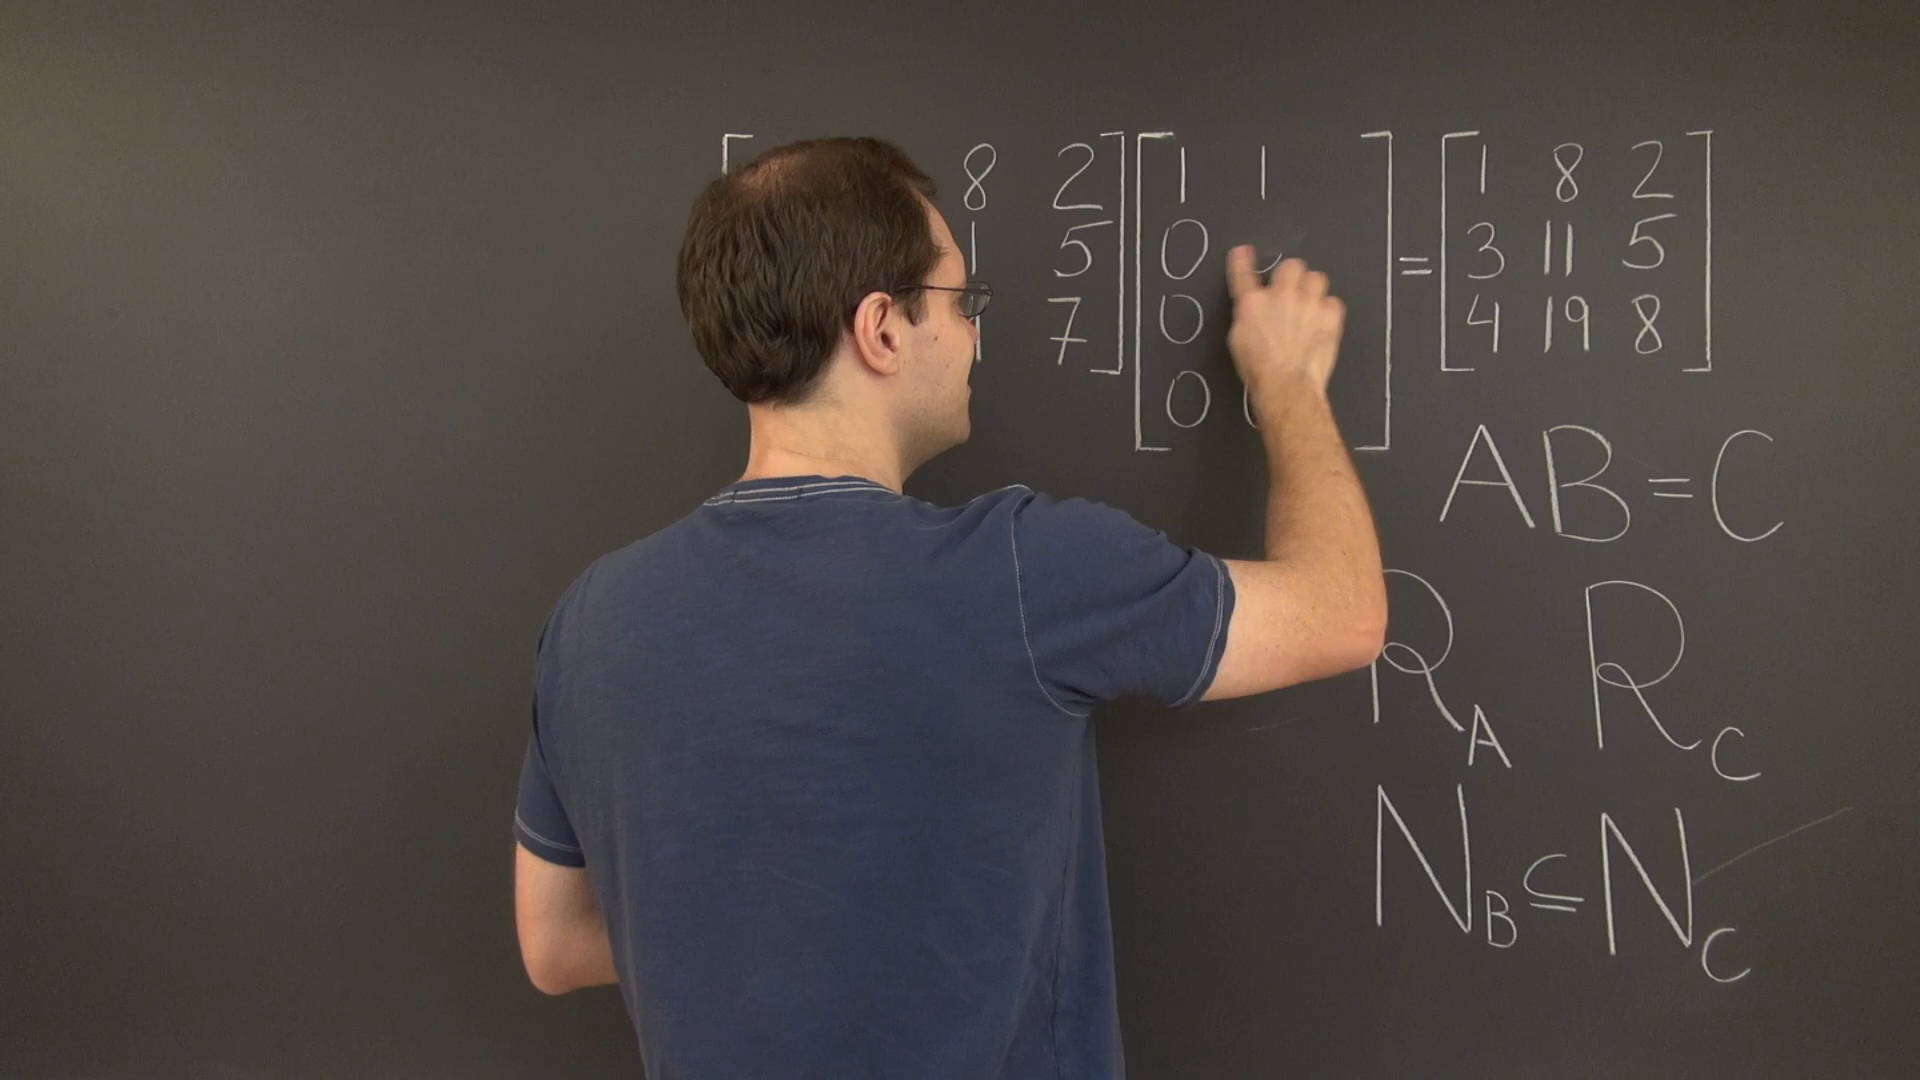 [ 8 2 ] [ 1 1 ] = [ 1 8 2 ]
1 5 0 3 11 5
7 0 4 19 8
0
AB=C
R_A R_C
N_B ⊆ N_C